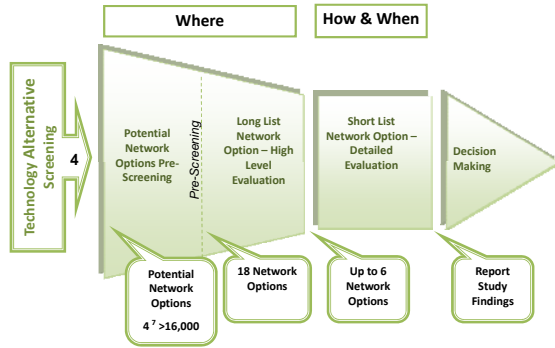 Where
How & When
Technology Alternative
Screening
4
Potential
Network
Options Pre-
Screening
Pre-Screening
Long List
Network
Option – High
Level
Evaluation
Short List
Network Option –
Detailed
Evaluation
Decision
Making
Potential
Network
Options
4 ⁷ >16,000
18 Network
Options
Up to 6
Network
Options
Report
Study
Findings